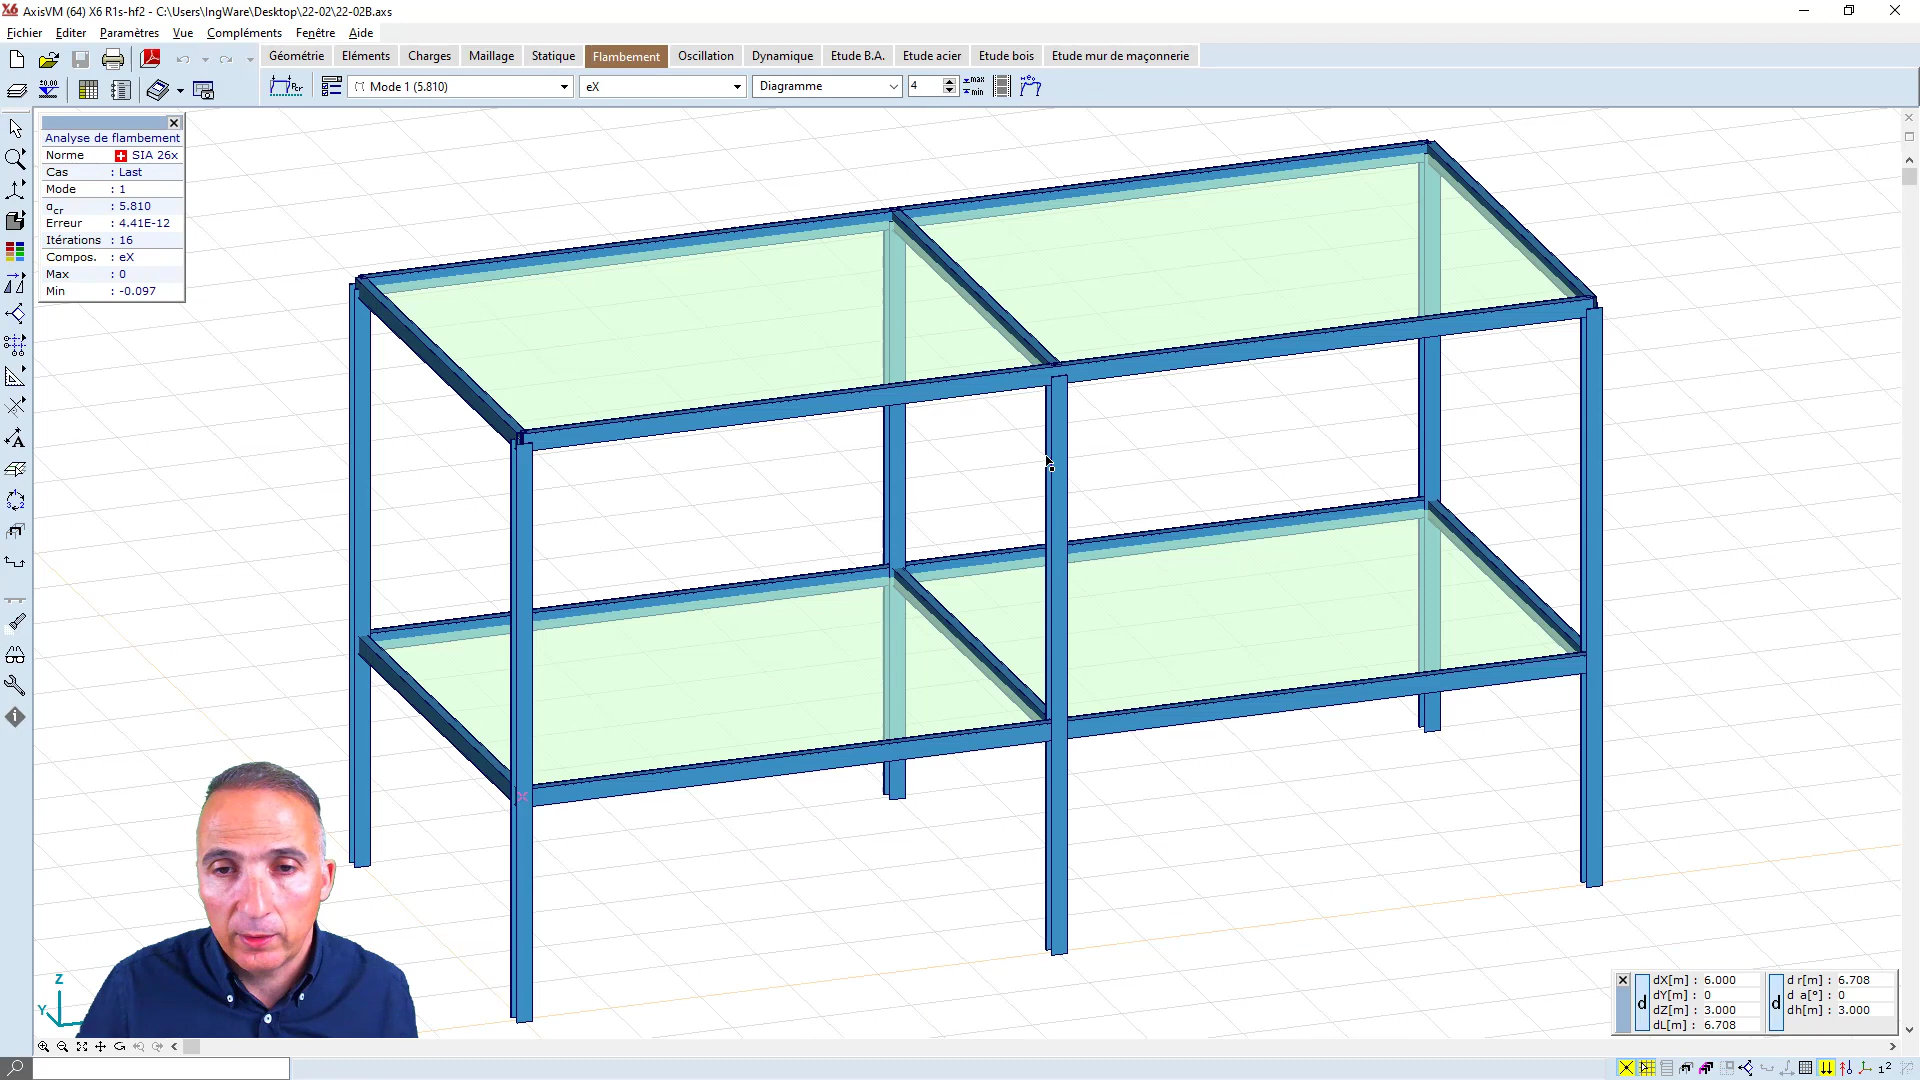 AxisVM (64) X6 R1s-hf2 - C:\Users\IngWare\Desktop\22-02\22-02B.axs
Fichier Editer Paramètres Vue Compléments Fenêtre Aide
Géométrie Eléments Charges Maillage Statique Flambement Oscillation Dynamique Etude B.A. Etude acier Etude bois Etude mur de maçonnerie
Mode 1 (5.810) eX Diagramme 4 max min
Analyse de flambement
Norme SIA 26x
Cas : Last
Mode : 1
αcr : 5.810
Erreur : 4.41E-12
Itérations : 16
Compos. : eX
Max : 0
Min : -0.097
Z
Y
d
dX[m] : 6.000
dY[m] : 0
dZ[m] : 3.000
dL[m] : 6.708
d
d r[m] : 6.708
d a[°] : 0
dh[m] : 3.000